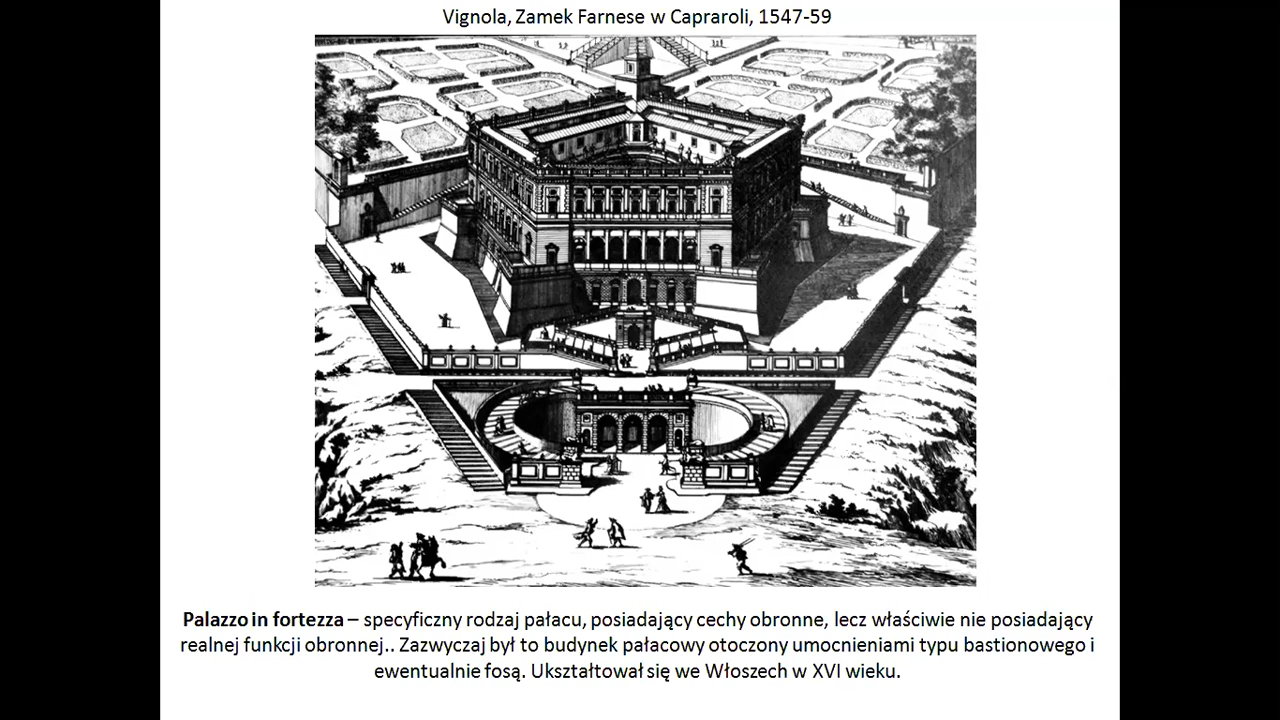 Vignola, Zamek Farnese w Capraroli, 1547-59
Palazzo in fortezza – specyficzny rodzaj pałacu, posiadający cechy obronne, lecz właściwie nie posiadający
realnej funkcji obronnej.. Zazwyczaj był to budynek pałacowy otoczony umocnieniami typu bastionowego i
ewentualnie fosą. Ukształtował się we Włoszech w XVI wieku.